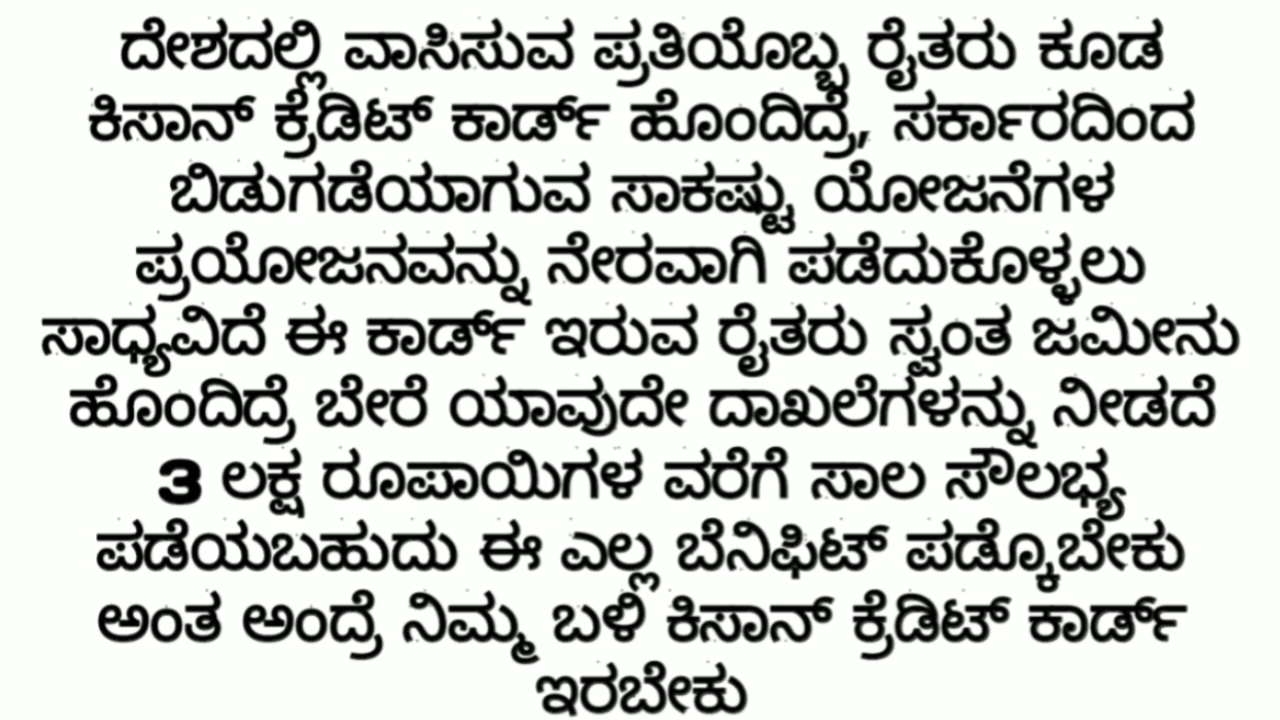 ದೇಶದಲ್ಲಿ ವಾಸಿಸುವ ಪ್ರತಿಯೊಬ್ಬ ರೈತರು ಕೂಡ
ಕಿಸಾನ್ ಕ್ರೆಡಿಟ್ ಕಾರ್ಡ್ ಹೊಂದಿದ್ರೆ, ಸರ್ಕಾರದಿಂದ
ಬಿಡುಗಡೆಯಾಗುವ ಸಾಕಷ್ಟು ಯೋಜನೆಗಳ
ಪ್ರಯೋಜನವನ್ನು ನೇರವಾಗಿ ಪಡೆದುಕೊಳ್ಳಲು
ಸಾಧ್ಯವಿದೆ ಈ ಕಾರ್ಡ್ ಇರುವ ರೈತರು ಸ್ವಂತ ಜಮೀನು
ಹೊಂದಿದ್ರೆ ಬೇರೆ ಯಾವುದೇ ದಾಖಲೆಗಳನ್ನು ನೀಡದೆ
3 ಲಕ್ಷ ರೂಪಾಯಿಗಳ ವರೆಗೆ ಸಾಲ ಸೌಲಭ್ಯ
ಪಡೆಯಬಹುದು ಈ ಎಲ್ಲ ಬೆನಿಫಿಟ್ ಪಡ್ಕೊಬೇಕು
ಅಂತ ಅಂದ್ರೆ ನಿಮ್ಮ ಬಳಿ ಕಿಸಾನ್ ಕ್ರೆಡಿಟ್ ಕಾರ್ಡ್
ಇರಬೇಕು